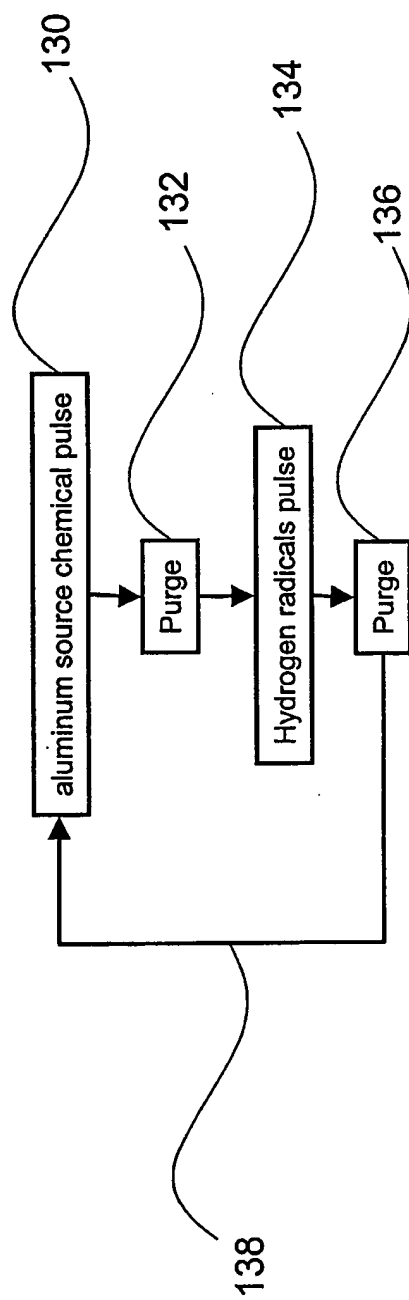 aluminum source chemical pulse
130
Purge
132
Hydrogen radicals pulse
134
Purge
136
138